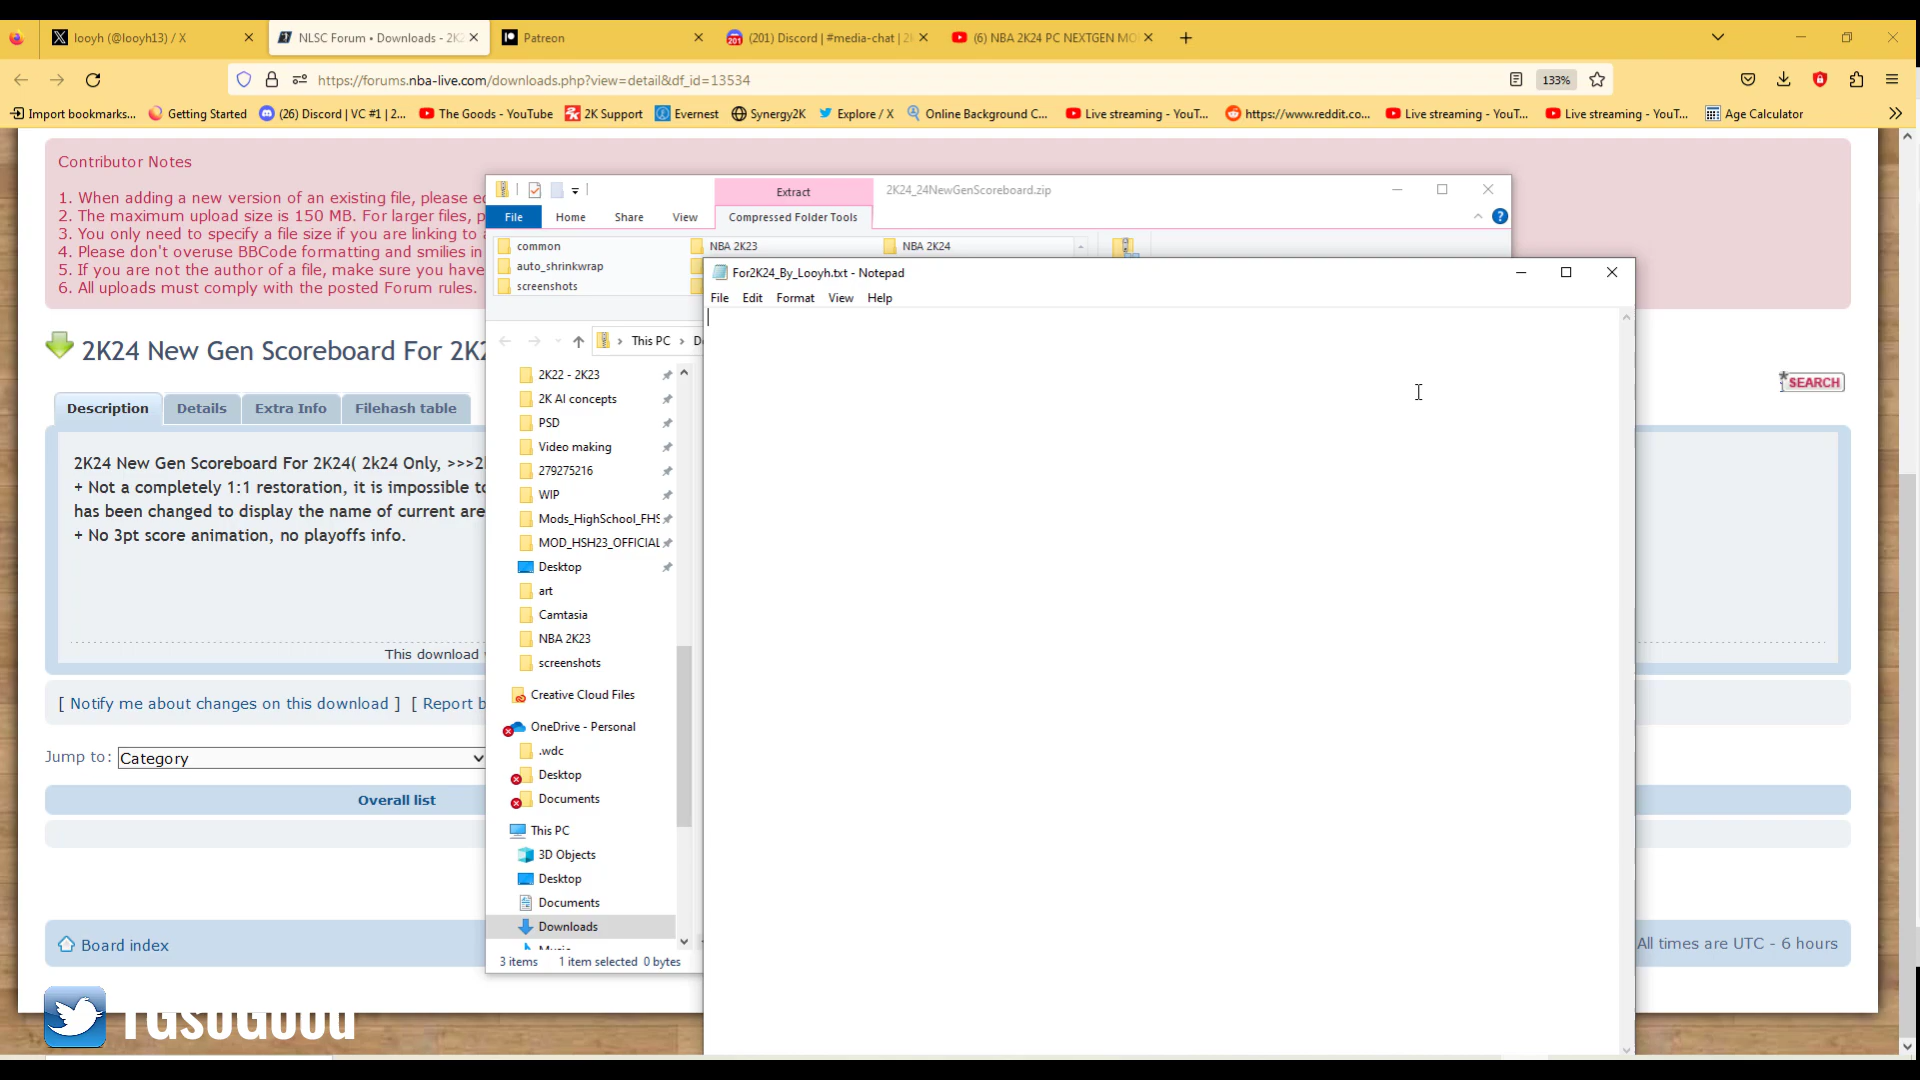 looyh (@looyh13) / X
NLSC Forum • Downloads - 2K2
Patreon
(201) Discord | #media-chat | 2
(6) NBA 2K24 PC NEXTGEN MO
https://forums.nba-live.com/downloads.php?view=detail&df_id=13534
133%
Import bookmarks...
Getting Started
(26) Discord | VC #1 | 2...
The Goods - YouTube
2K Support
Evernest
Synergy2K
Explore / X
Online Background C...
Live streaming - YouT...
https://www.reddit.co...
Live streaming - YouT...
Live streaming - YouT...
Age Calculator
Contributor Notes
1. When adding a new version of an existing file, please
2. The maximum upload size is 150 MB. For larger files,
3. You only need to specify a file size if you are linking to
4. Please don't overuse BBCode formatting and smilies in
5. If you are not the author of a file, make sure you have
6. All uploads must comply with the posted Forum rules.
2K24 New Gen Scoreboard For
SEARCH
Description
Details
Extra Info
Filehash table
2K24 New Gen Scoreboard For 2K24( 2k24 Only,
+ Not a completely 1:1 restoration, it is impossible to
has been changed to display the name of current
+ No 3pt score animation, no playoffs info.
This download
[ Notify me about changes on this download ] [ Report
Jump to:
Category
Overall list
Board index
All times are UTC - 6 hours
TGsoGood
Extract
2K24_24NewGenScoreboard.zip
File
Home
Share
View
Compressed Folder Tools
common
NBA 2K23
NBA 2K24
auto_shrinkwrap
screenshots
This PC
2K22 - 2K23
2K AI concepts
PSD
Video making
279275216
WIP
Mods_HighSchool_FHS
MOD_HSH23_OFFICIAL
Desktop
art
Camtasia
NBA 2K23
screenshots
Creative Cloud Files
OneDrive - Personal
.wdc
Desktop
Documents
This PC
3D Objects
Desktop
Documents
Downloads
Music
3 items
1 item selected 0 bytes
For2K24_By_Looyh.txt - Notepad
File
Edit
Format
View
Help